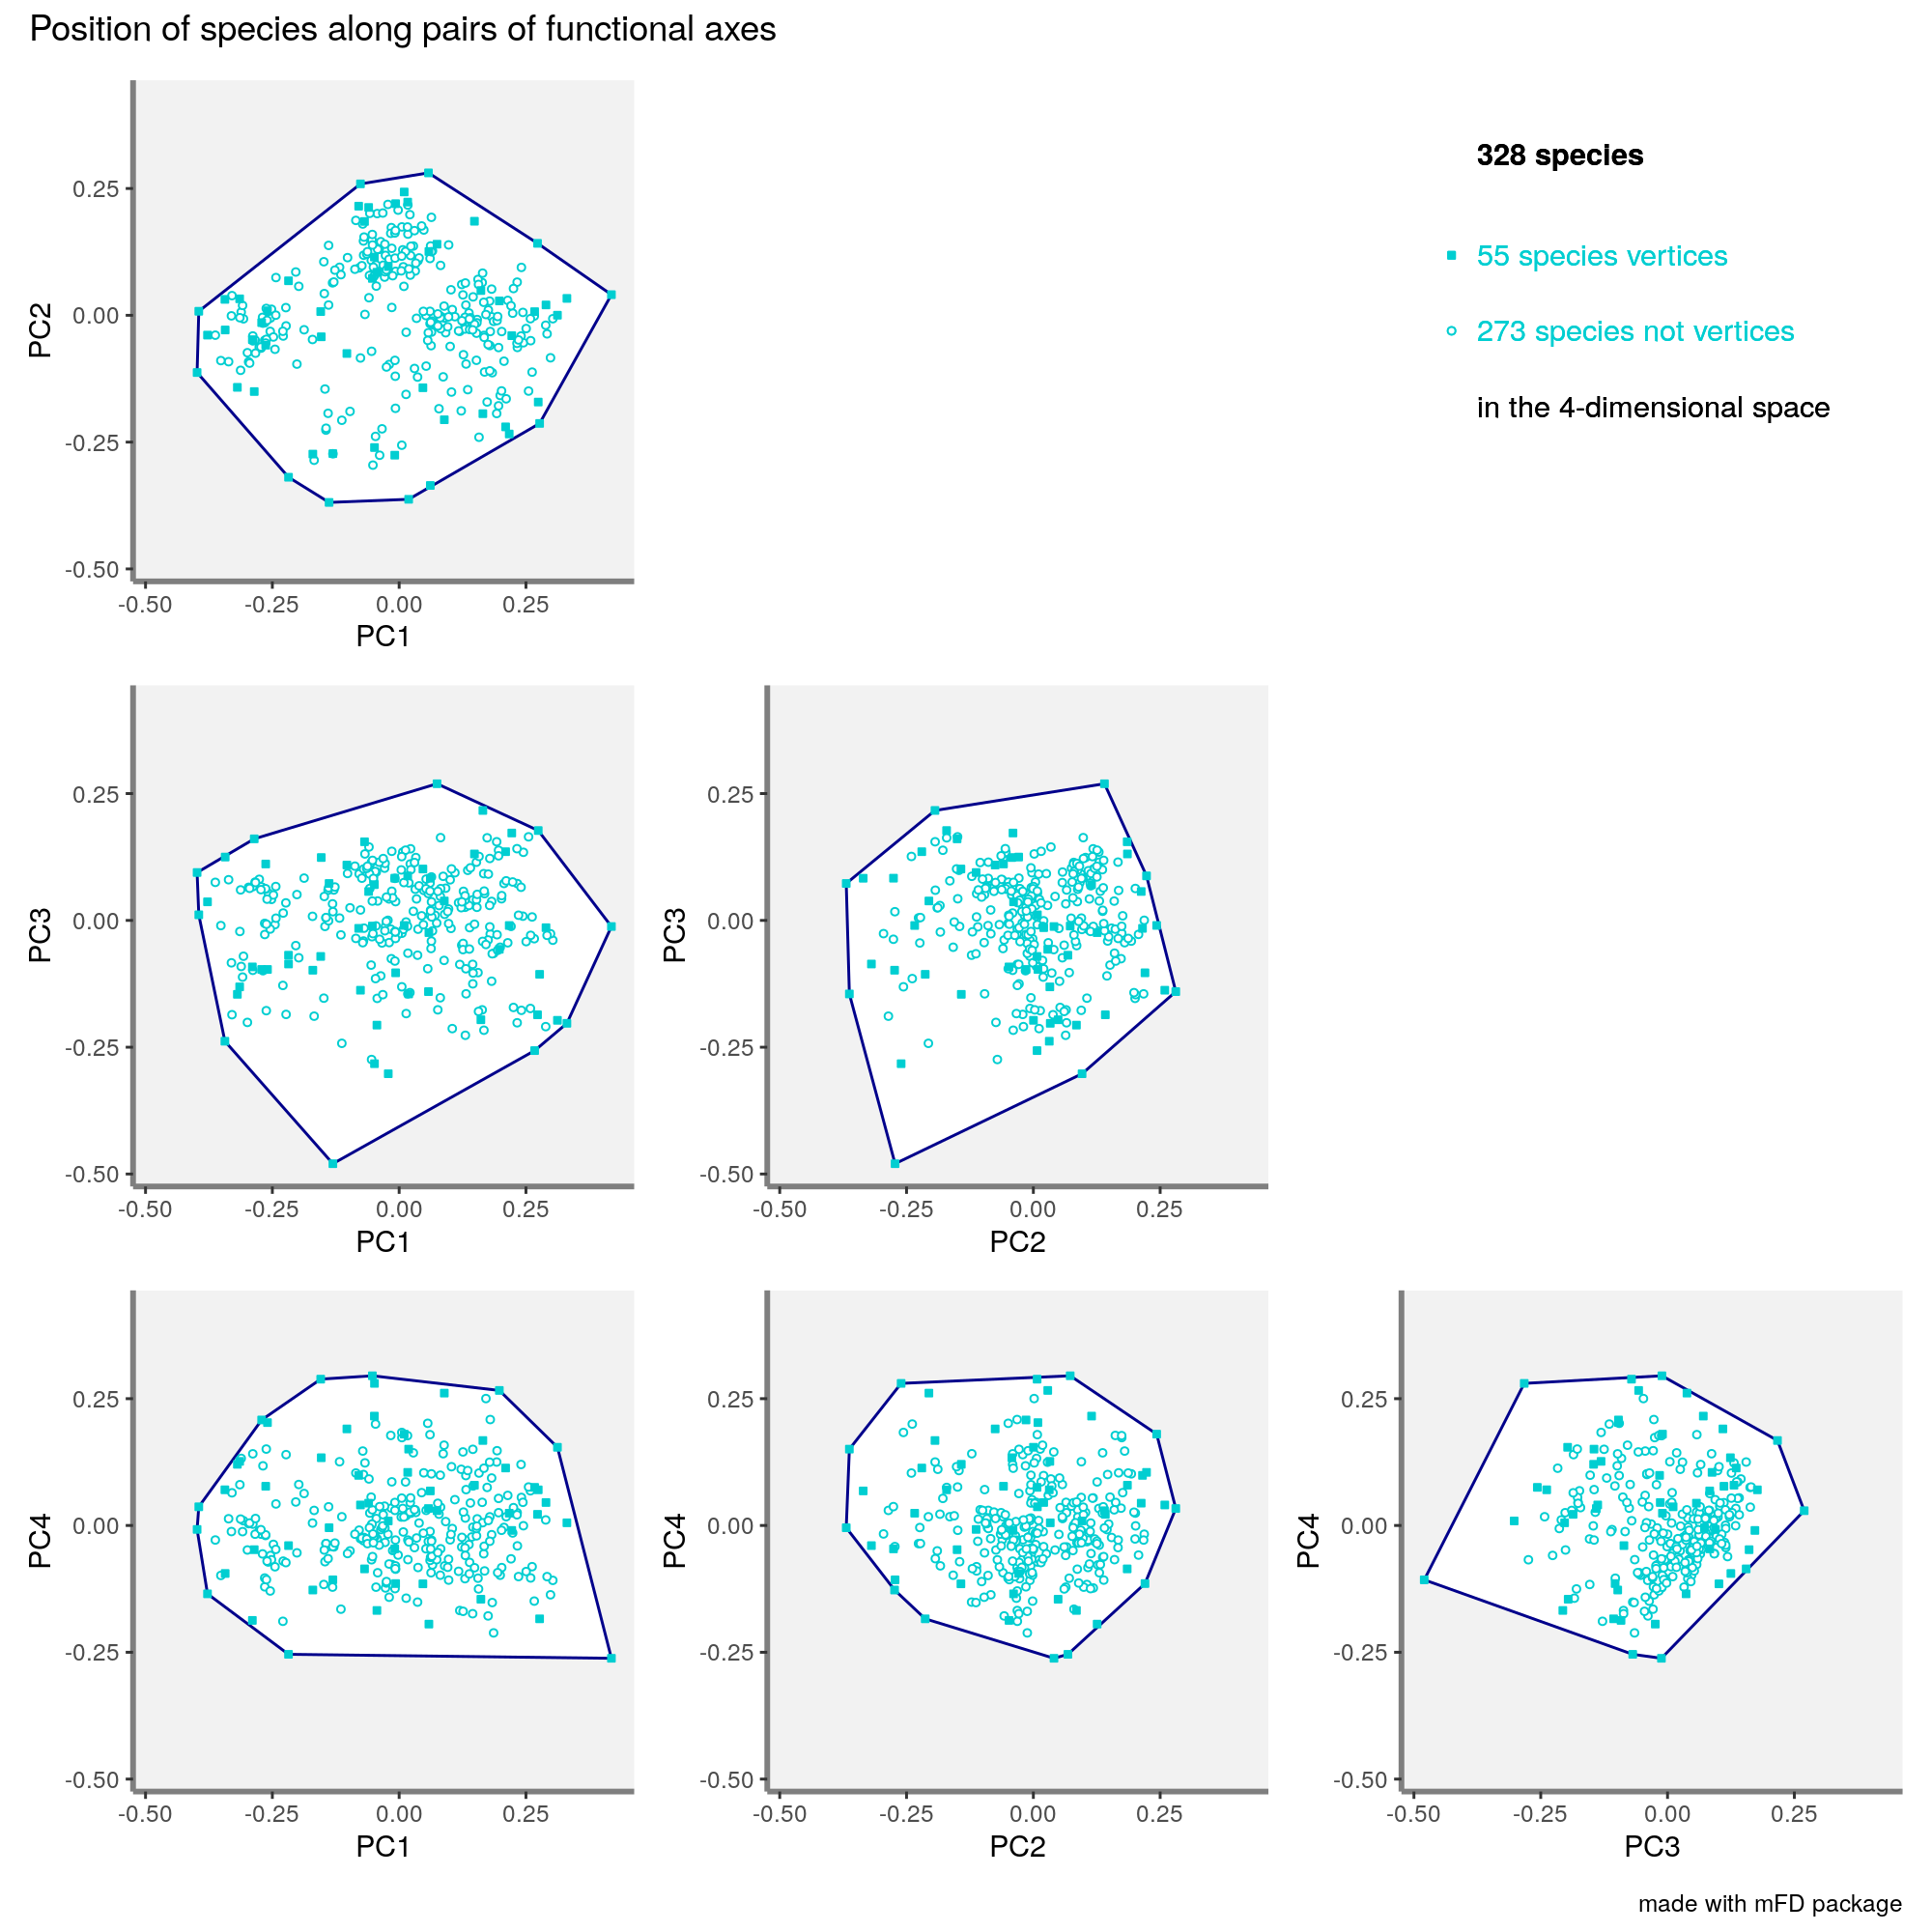 Position of species along pairs of functional axes
328 species
55 species vertices
273 species not vertices
in the 4-dimensional space
PC2
0.25
0.00
-0.25
-0.50
-0.50 -0.25 0.00 0.25
PC1
PC3
0.25
0.00
-0.25
-0.50
-0.50 -0.25 0.00 0.25
PC1
PC3
0.25
0.00
-0.25
-0.50
-0.50 -0.25 0.00 0.25
PC2
PC4
0.25
0.00
-0.25
-0.50
-0.50 -0.25 0.00 0.25
PC1
PC4
0.25
0.00
-0.25
-0.50
-0.50 -0.25 0.00 0.25
PC2
PC4
0.25
0.00
-0.25
-0.50
-0.50 -0.25 0.00 0.25
PC3
made with mFD package